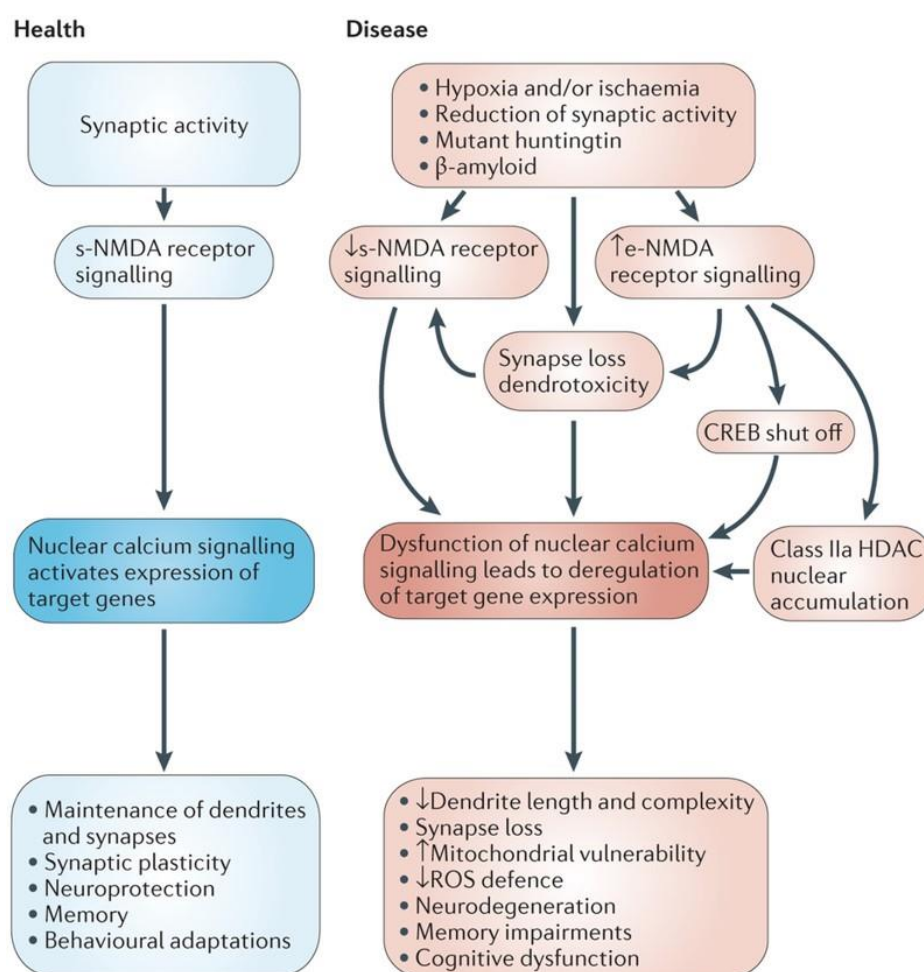 Health
Disease
Synaptic activity
• Hypoxia and/or ischaemia
• Reduction of synaptic activity
• Mutant huntingtin
• β-amyloid
s-NMDA receptor
signalling
↓s-NMDA receptor
signalling
↑e-NMDA
receptor signalling
Synapse loss
dendrotoxicity
CREB shut off
Nuclear calcium signalling
activates expression of
target genes
Dysfunction of nuclear calcium
signalling leads to deregulation
of target gene expression
Class IIa HDAC
nuclear
accumulation
• Maintenance of dendrites
and synapses
• Synaptic plasticity
• Neuroprotection
• Memory
• Behavioural adaptations
• ↓Dendrite length and complexity
• Synapse loss
• ↑Mitochondrial vulnerability
• ↓ROS defence
• Neurodegeneration
• Memory impairments
• Cognitive dysfunction